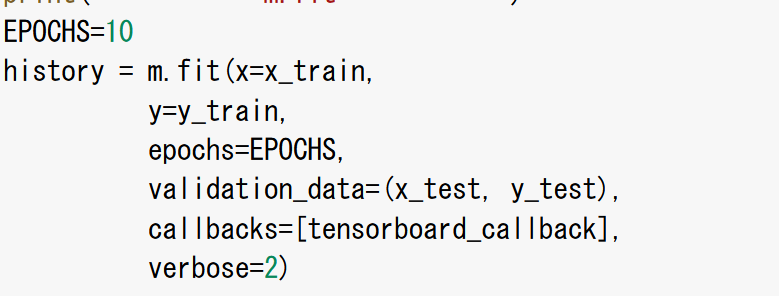 EPOCHS=10
history = m.fit(x=x_train,
y=y_train,
epochs=EPOCHS,
validation_data=(x_test, y_test),
callbacks=[tensorboard_callback],
verbose=2)